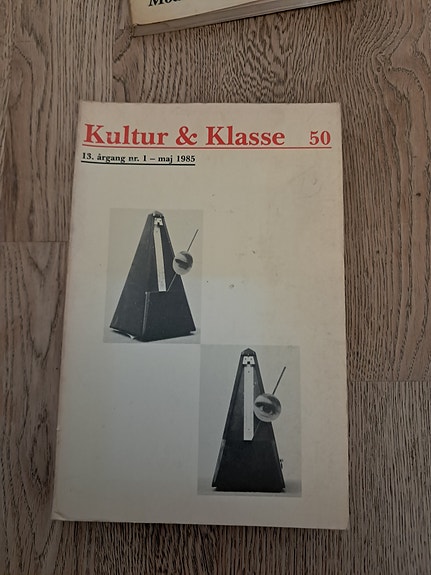 Kultur & Klasse 50
13. årgang nr. 1 – maj 1985